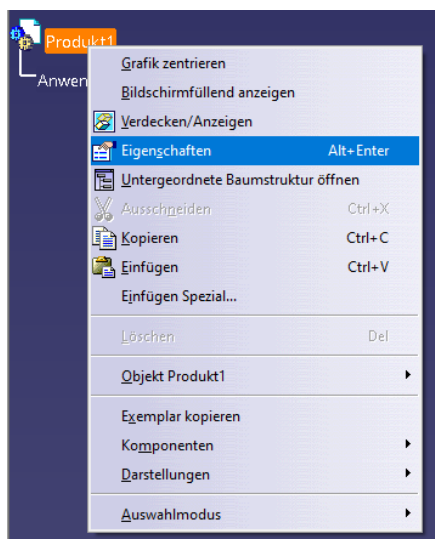 Produkt1
Anwen
Grafik zentrieren
Bildschirmfüllend anzeigen
Verdecken/Anzeigen
Eigenschaften Alt+Enter
Untergeordnete Baumstruktur öffnen
Ausschneiden Ctrl+X
Kopieren Ctrl+C
Einfügen Ctrl+V
Einfügen Spezial...
Löschen Del
Objekt Produkt1
Exemplar kopieren
Komponenten
Darstellungen
Auswahlmodus